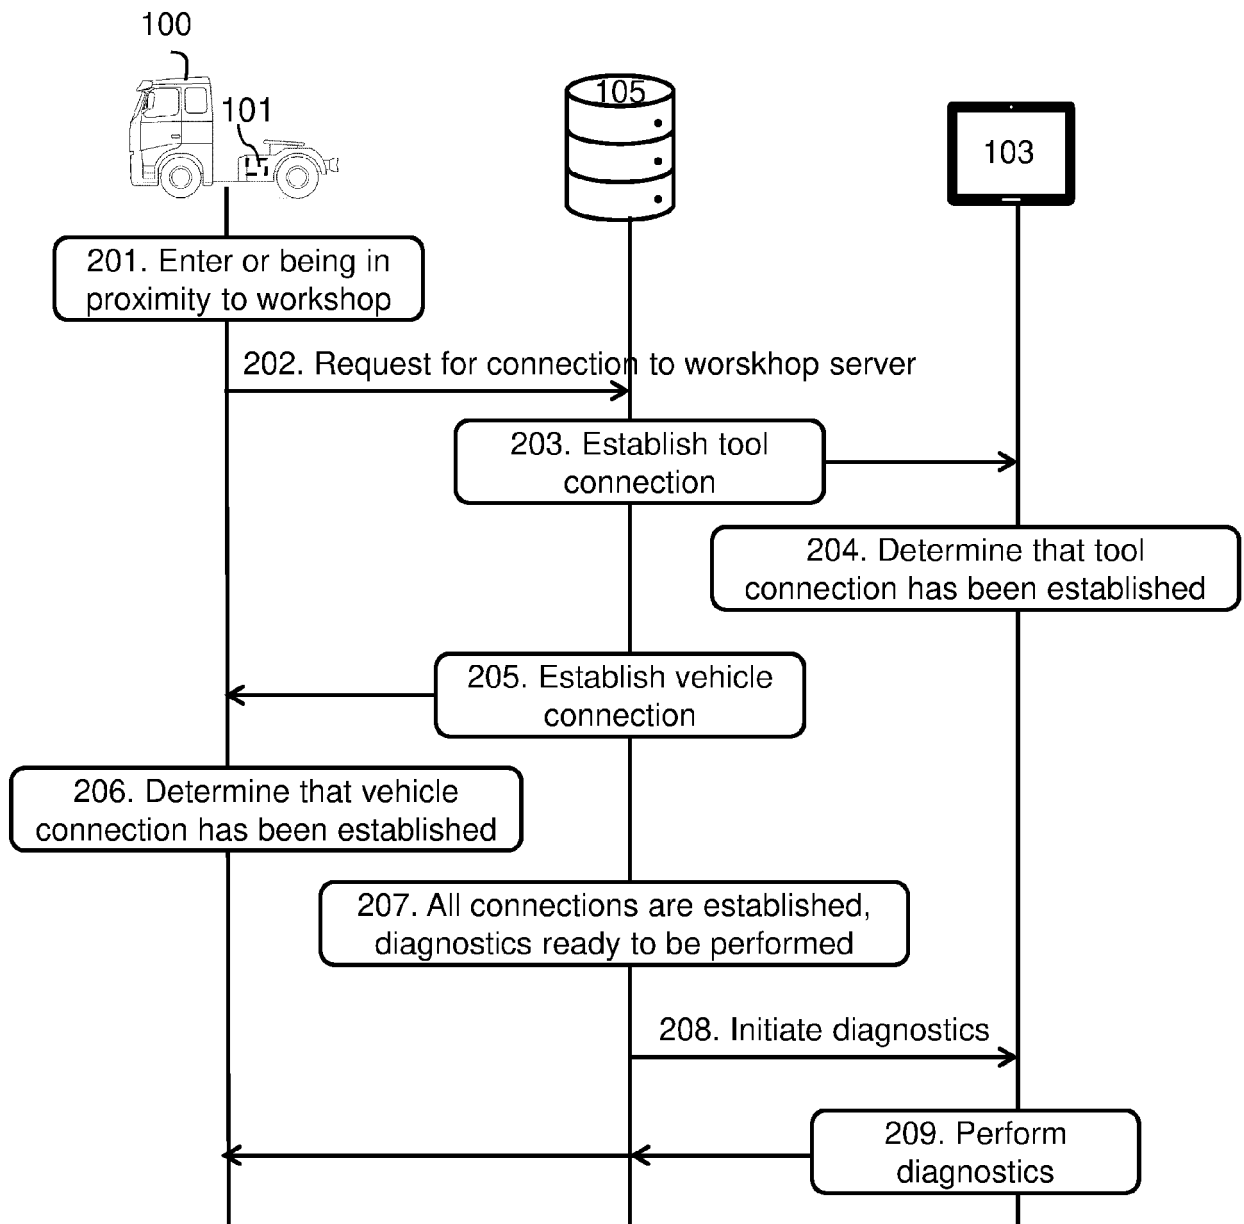 100
101
105
103
201. Enter or being in
proximity to workshop
202. Request for connection to worskhop server
203. Establish tool
connection
204. Determine that tool
connection has been established
205. Establish vehicle
connection
206. Determine that vehicle
connection has been established
207. All connections are established,
diagnostics ready to be performed
208. Initiate diagnostics
209. Perform
diagnostics